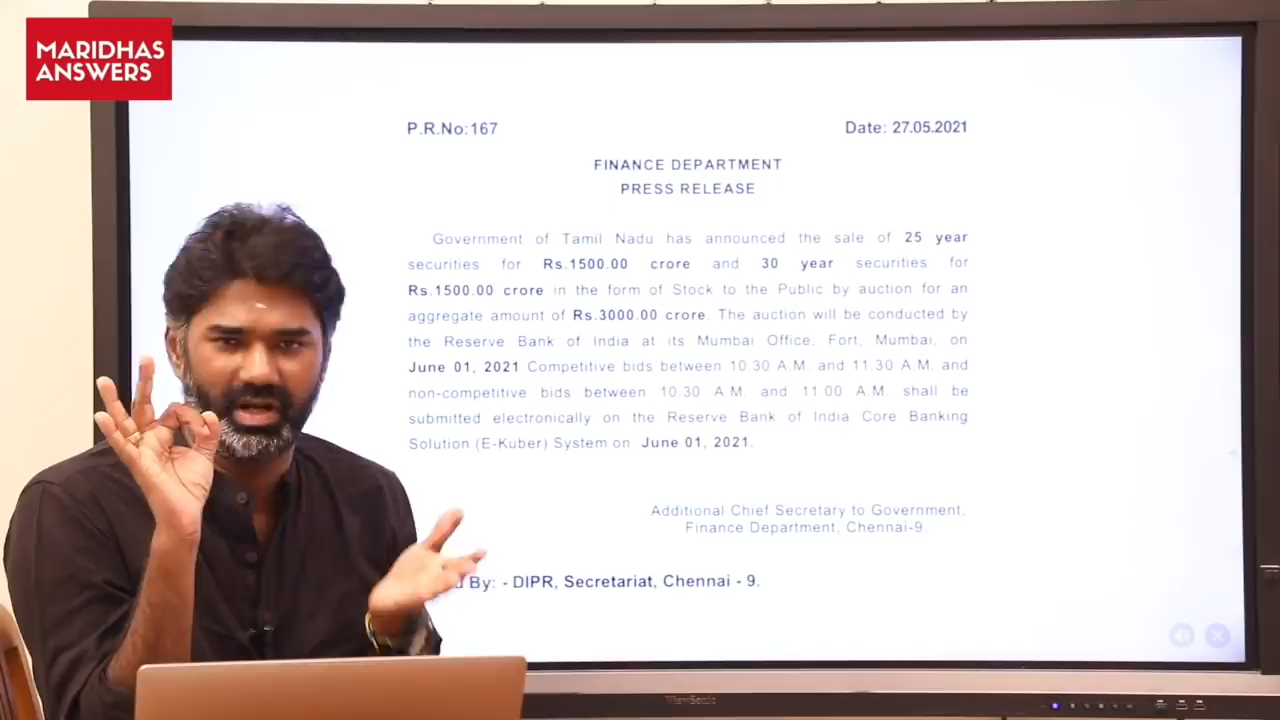 MARIDHAS
ANSWERS
P.R.No:167 Date: 27.05.2021
FINANCE DEPARTMENT
PRESS RELEASE
Government of Tamil Nadu has announced the sale of 25 year
securities for Rs.1500.00 crore and 30 year securities for
Rs.1500.00 crore in the form of Stock to the Public by auction for an
aggregate amount of Rs.3000.00 crore. The auction will be conducted by
the Reserve Bank of India at its Mumbai Office, Fort, Mumbai, on
June 01, 2021 Competitive bids between 10.30 A.M. and 11.30 A.M. and
non-competitive bids between 10.30 A.M. and 11.00 A.M. shall be
submitted electronically on the Reserve Bank of India Core Banking
Solution (E-Kuber) System on June 01, 2021.
Additional Chief Secretary to Government,
Finance Department, Chennai-9.
By: - DIPR, Secretariat, Chennai - 9.
ViewSonic